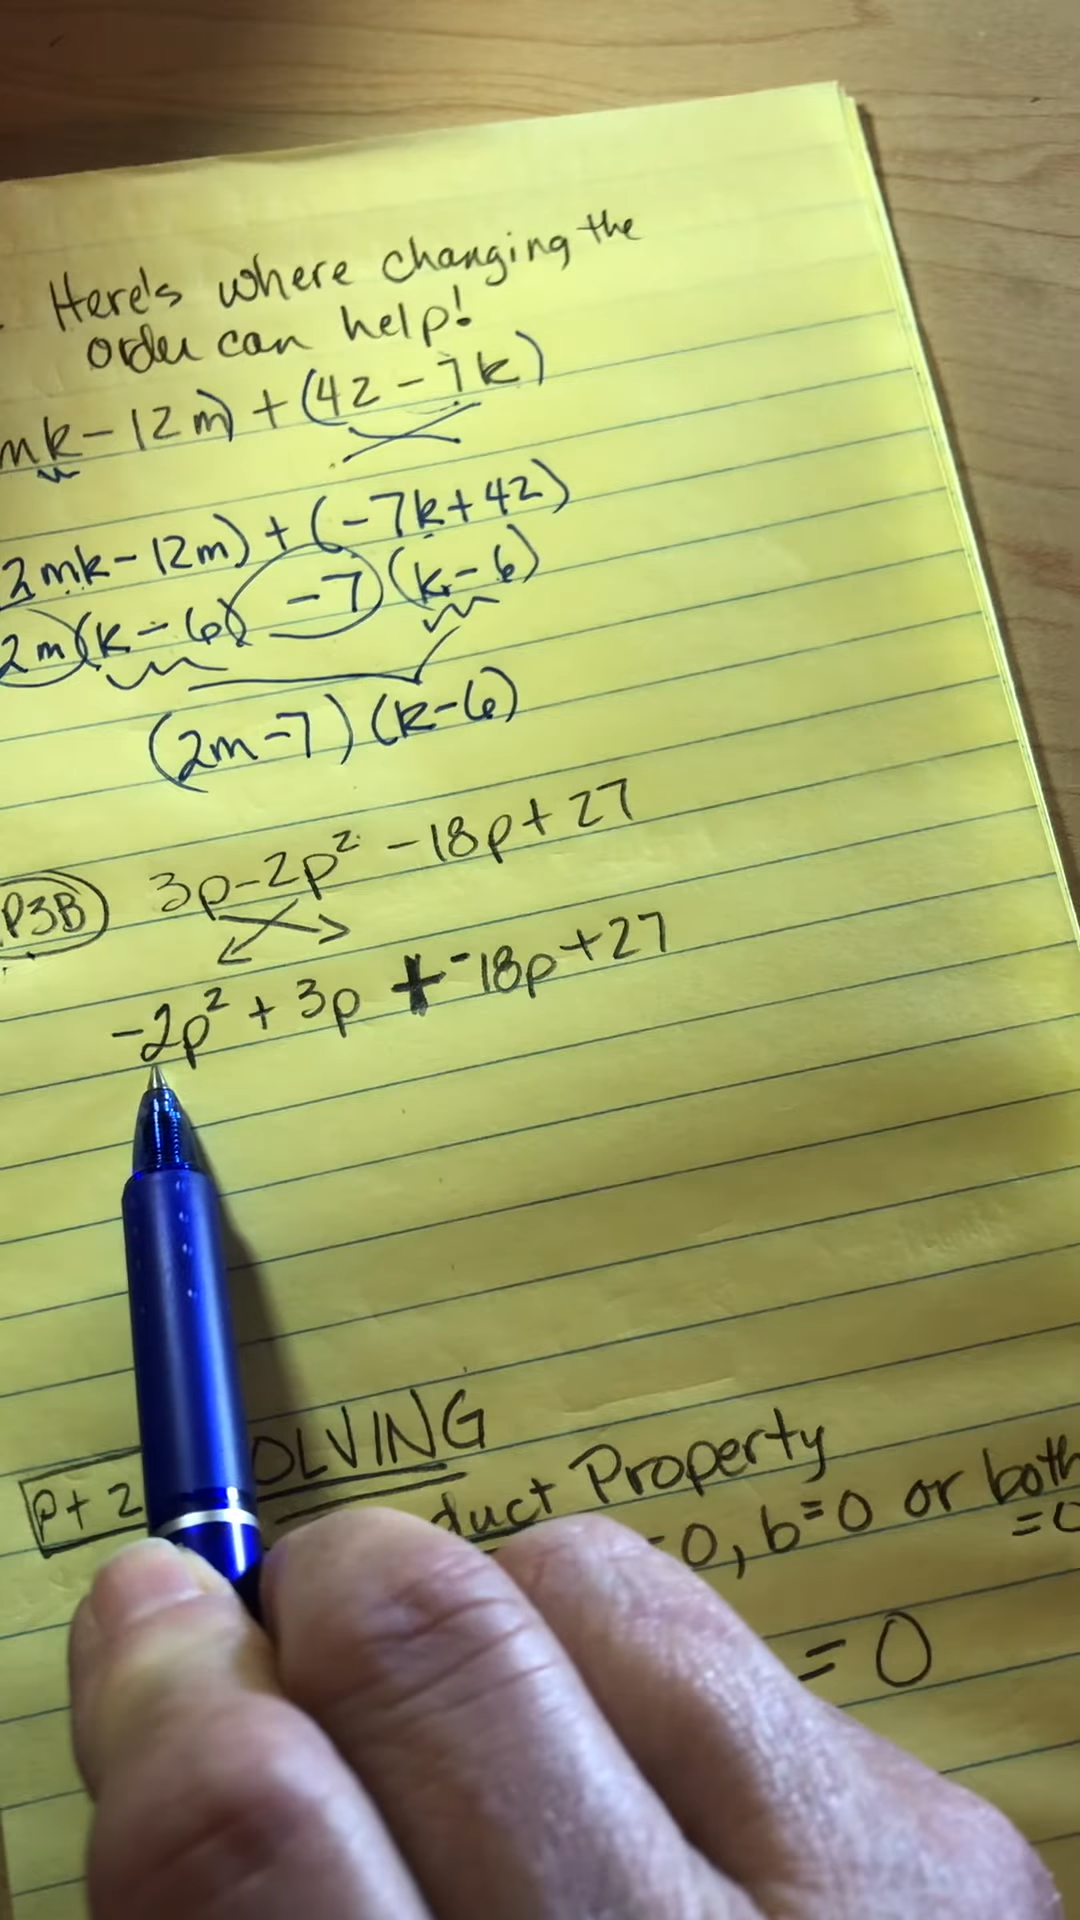 Here's where changing the
order can help!
mk - 12m) + (42 - 7k)
2mk - 12m) + (-7k + 42)
2m(k - 6) - 7(k - 6)
(2m - 7)(k - 6)
P3B) 3p - 2p² - 18p + 27
-2p² + 3p + -18p + 27
pt 2 OLVING
duct Property
=0, b=0 or both
=0
= 0